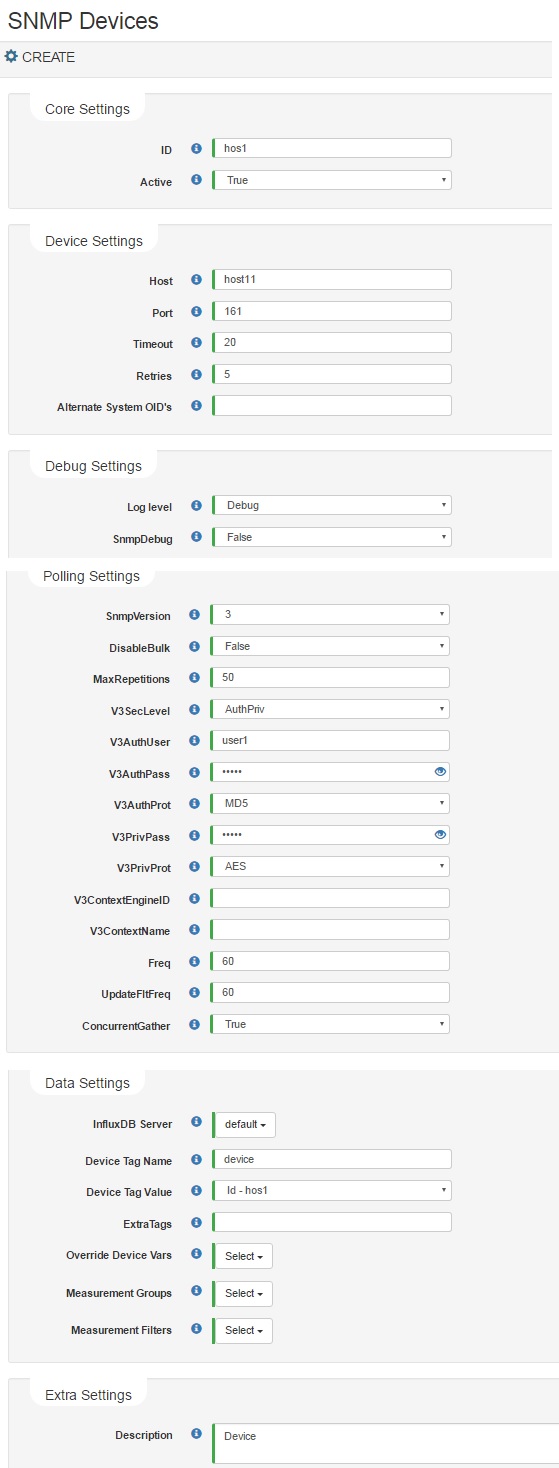 SNMP Devices
CREATE
Core Settings
ID hos1
Active True
Device Settings
Host host11
Port 161
Timeout 20
Retries 5
Alternate System OID's
Debug Settings
Log level Debug
SnmpDebug False
Polling Settings
SnmpVersion 3
DisableBulk False
MaxRepetitions 50
V3SecLevel AuthPriv
V3AuthUser user1
V3AuthPass •••••
V3AuthProt MD5
V3PrivPass •••••
V3PrivProt AES
V3ContextEngineID
V3ContextName
Freq 60
UpdateFltFreq 60
ConcurrentGather True
Data Settings
InfluxDB Server default
Device Tag Name device
Device Tag Value Id - hos1
ExtraTags
Override Device Vars Select
Measurement Groups Select
Measurement Filters Select
Extra Settings
Description Device